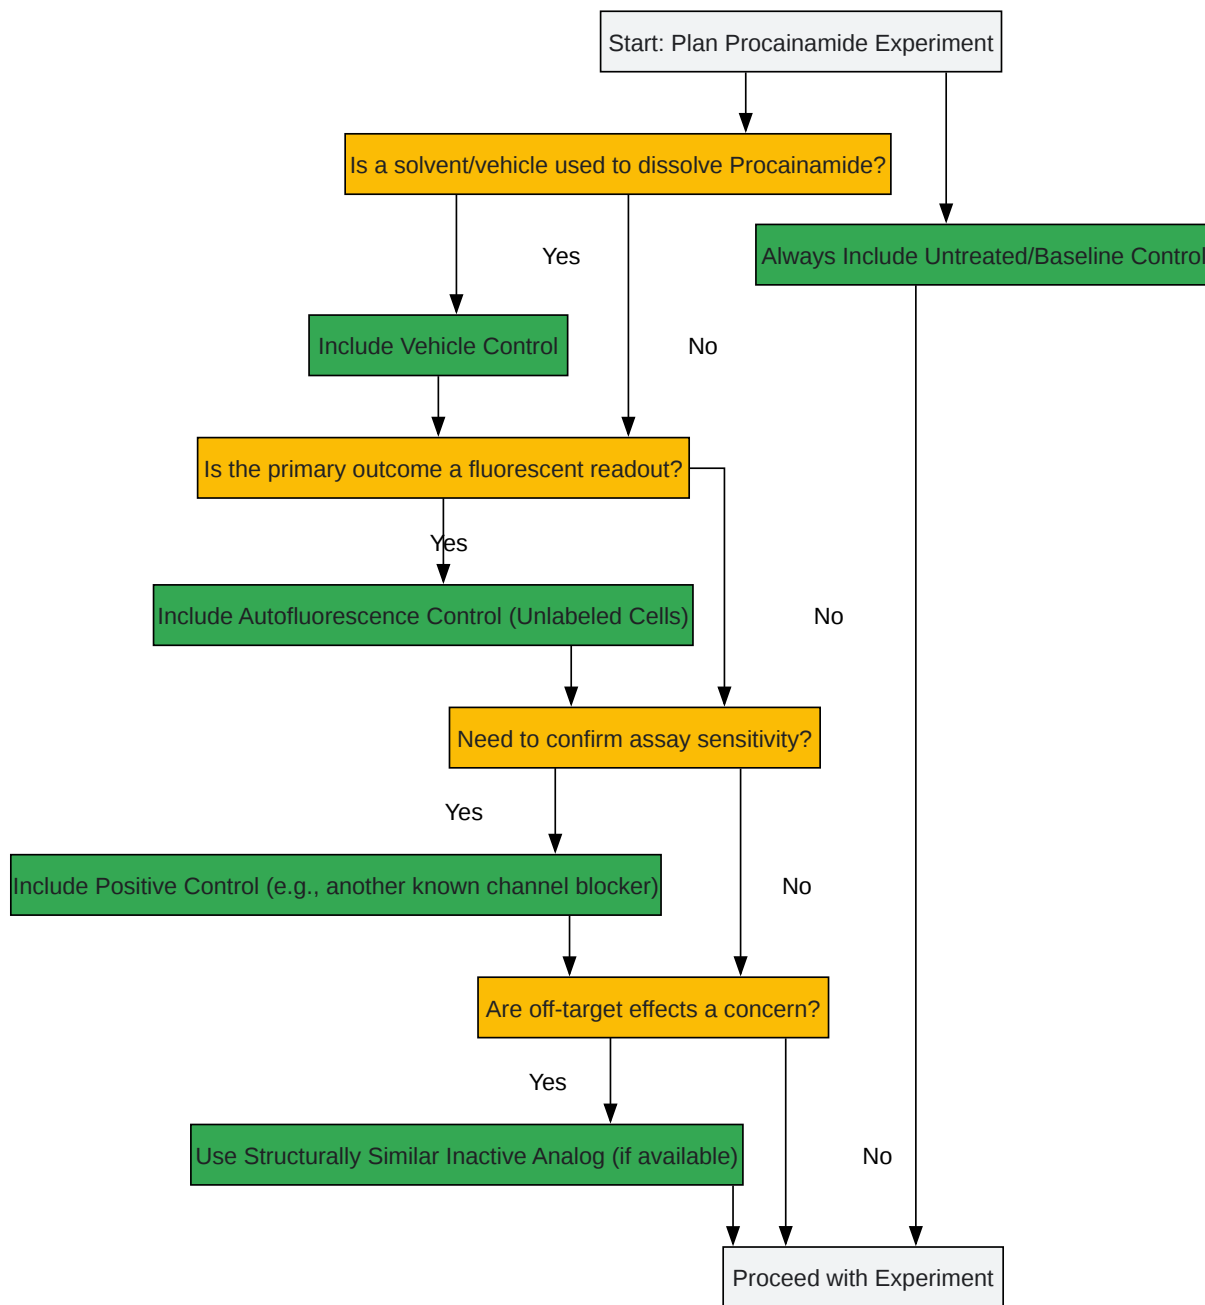 Start: Plan Procainamide Experiment
Is a solvent/vehicle used to dissolve Procainamide?
Yes
Always Include Untreated/Baseline Control
Include Vehicle Control
No
Is the primary outcome a fluorescent readout?
Yes
Include Autofluorescence Control (Unlabeled Cells)
No
Need to confirm assay sensitivity?
Yes
Include Positive Control (e.g., another known channel blocker)
No
Are off-target effects a concern?
Yes
Use Structurally Similar Inactive Analog (if available)
No
Proceed with Experiment